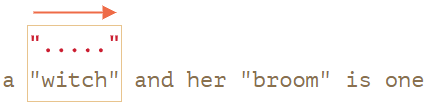 "....."
a "witch" and her "broom" is one